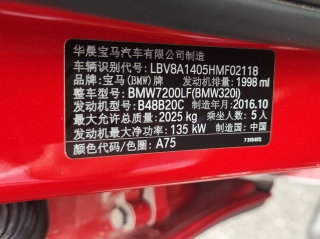 华晨宝马汽车有限公司制造
车辆识别代号: LBV8A1405HMF02118
品牌: 宝马(BMW)牌 发动机排量: 1998 ml
整车型号: BMW7200LF(BMW320i)
发动机型号: B48B20C 制造年月: 2016.10
最大允许总质量: 2025 kg 乘坐人数: 5 人
发动机最大净功率: 135 kW 制造国: 中国
颜色代码/色圈: A75